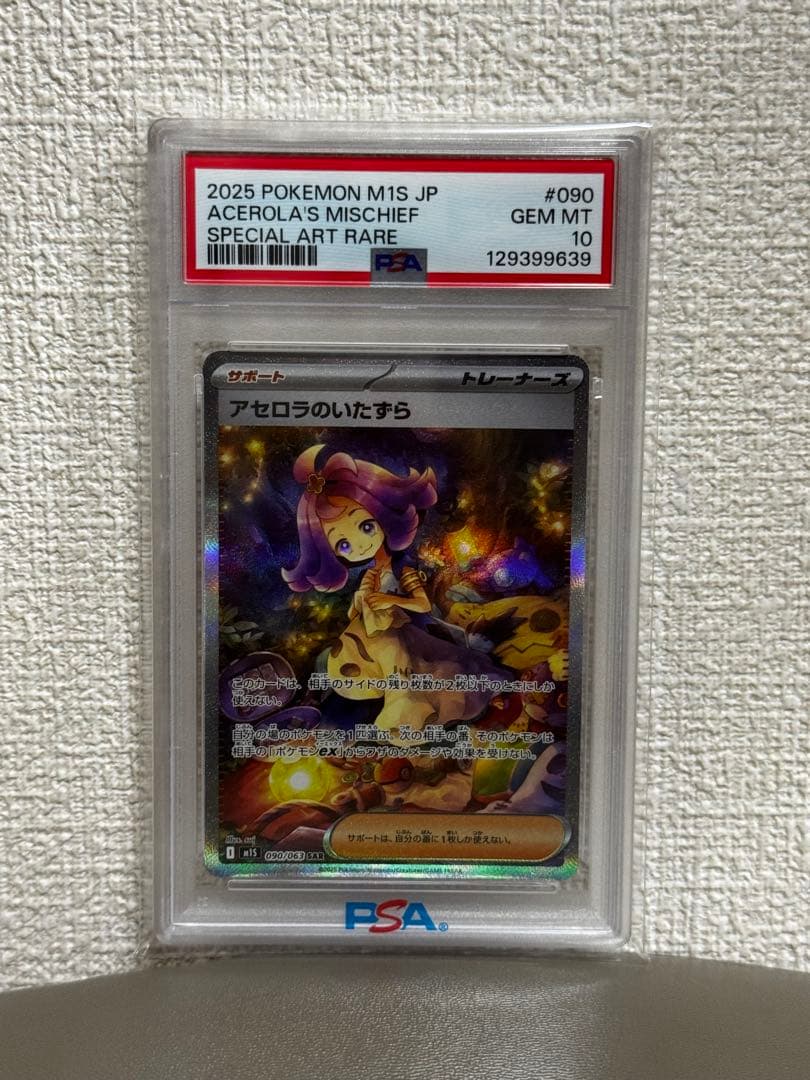 2025 POKEMON M1S JP #090
ACEROLA'S MISCHIEF GEM MT
SPECIAL ART RARE 10
PSA 129399639
サポート トレーナーズ
アセロラのいたずら
このカードは、相手のサイドの残り枚数が2枚以下のときにしか
使えない。
自分の場のポケモンを1匹選ぶ。次の相手の番、そのポケモンは
相手の「ポケモンex」からワザのダメージや効果を受けない。
サポートは、自分の番に1枚しか使えない。
Illus.
I M1S 090/063 SAR
©2025 Pokémon/Nintendo/Creatures/GAME FREAK
PSA®